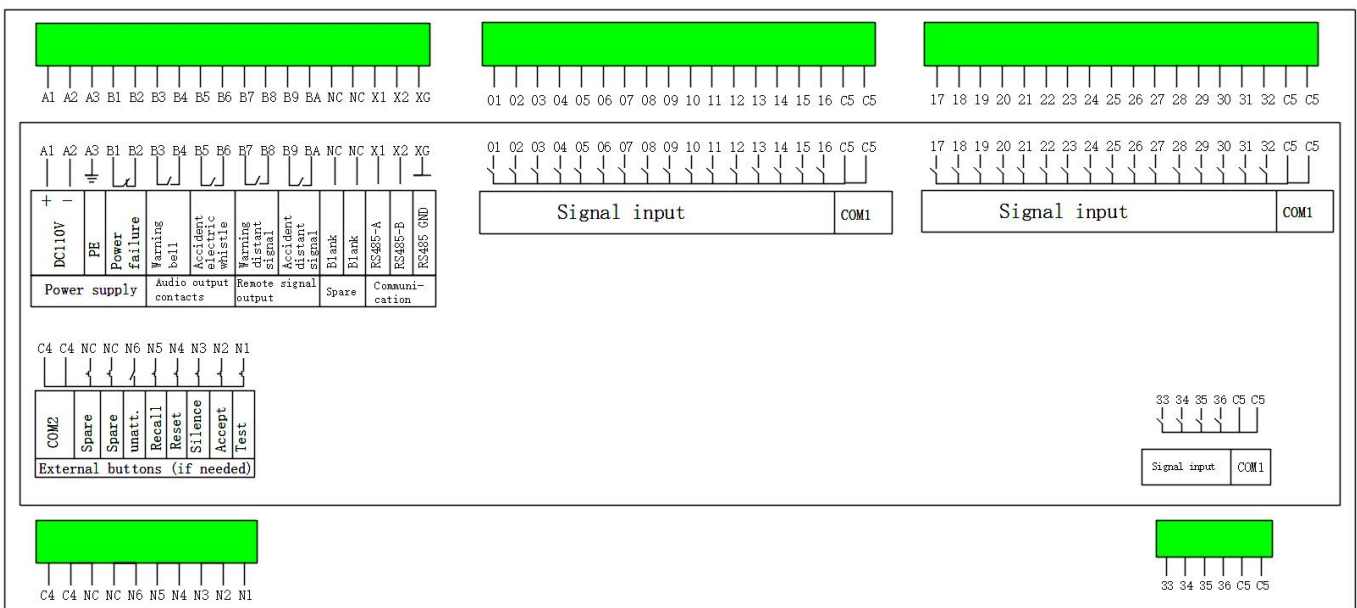 A1 A2 A3 B1 B2 B3 B4 B5 B6 B7 B8 B9 BA NC NC X1 X2 XG
01 02 03 04 05 06 07 08 09 10 11 12 13 14 15 16 C5 C5
17 18 19 20 21 22 23 24 25 26 27 28 29 30 31 32 C5 C5
A1 A2 A3 B1 B2 B3 B4 B5 B6 B7 B8 B9 BA NC NC X1 X2 XG
+ −
DC110V
PE
Power
failure
Warning
bell
Accident
electric
whistle
Warning
distant
signal
Accident
distant
signal
Blank
Blank
RS485-A
RS485-B
RS485 GND
Power supply
Audio output
contacts
Remote signal
output
Spare
Communi-
cation
01 02 03 04 05 06 07 08 09 10 11 12 13 14 15 16 C5 C5
Signal input
COM1
17 18 19 20 21 22 23 24 25 26 27 28 29 30 31 32 C5 C5
Signal input
COM1
C4 C4 NC NC N6 N5 N4 N3 N2 N1
COM2
Spare
Spare
unatt.
Recall
Reset
Silence
Accept
Test
External buttons (if needed)
33 34 35 36 C5 C5
Signal input
COM1
C4 C4 NC NC N6 N5 N4 N3 N2 N1
33 34 35 36 C5 C5